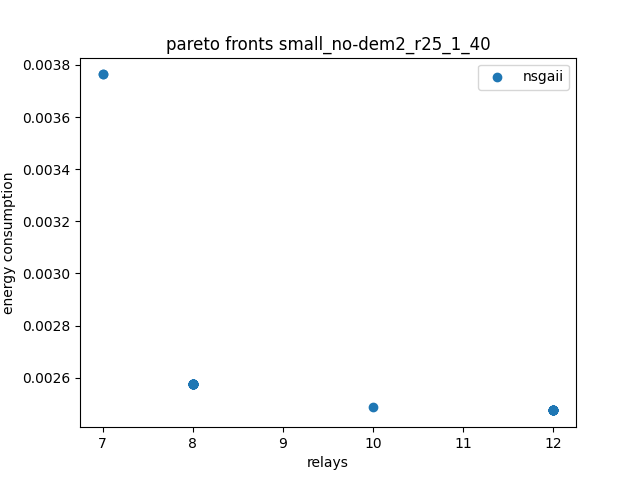 pareto fronts small_no-dem2_r25_1_40
nsgaii
energy consumption
0.0038
0.0036
0.0034
0.0032
0.0030
0.0028
0.0026
7 8 9 10 11 12
relays